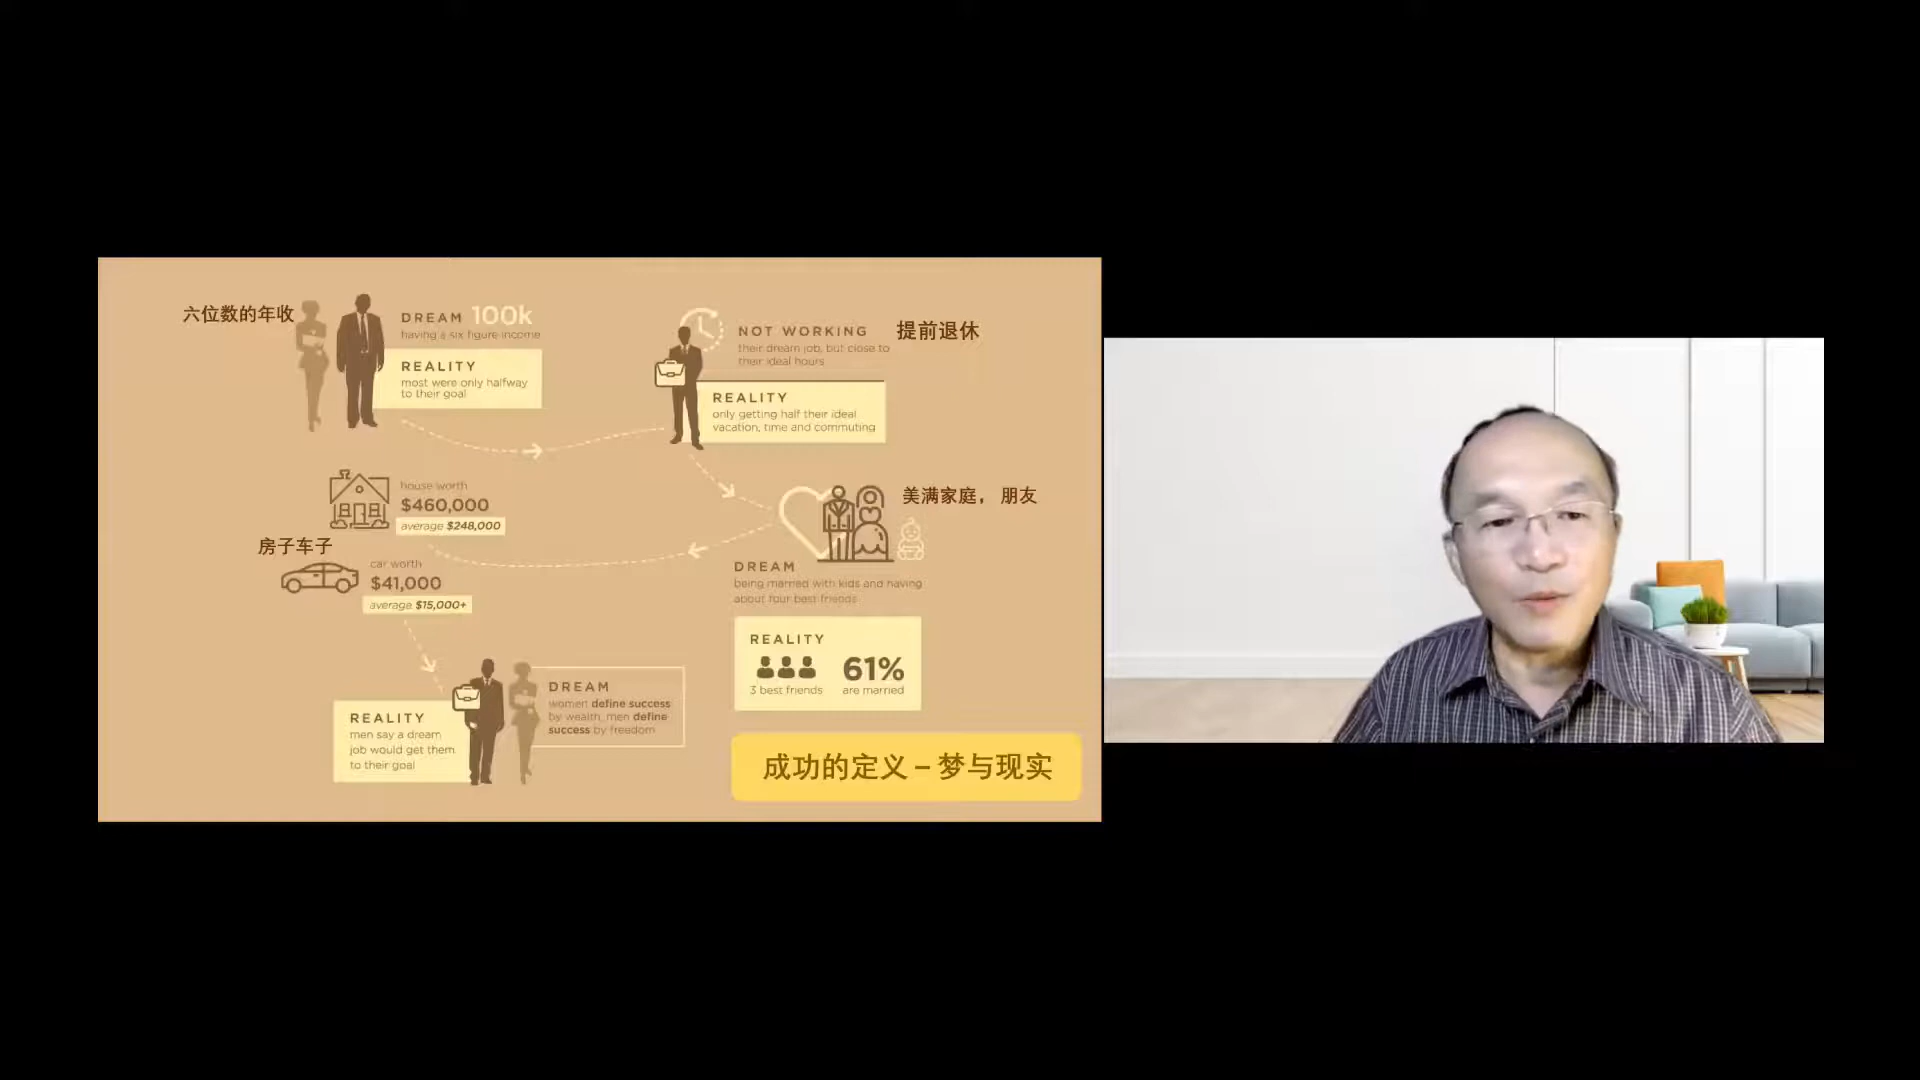 六位数的年收
DREAM 100k
having a six figure income
REALITY
most were only halfway
to their goal
NOT WORKING
their dream job, but close to
their ideal hours
提前退休
REALITY
only getting half their ideal
vacation, time and commuting
house worth
$460,000
average $248,000
房子车子
car worth
$41,000
average $15,000+
美满家庭， 朋友
DREAM
being married with kids and having
about four best friends
REALITY
3 best friends
61%
are married
REALITY
men say a dream
job would get them
to their goal
DREAM
women define success
by wealth, men define
success by freedom
成功的定义 – 梦与现实